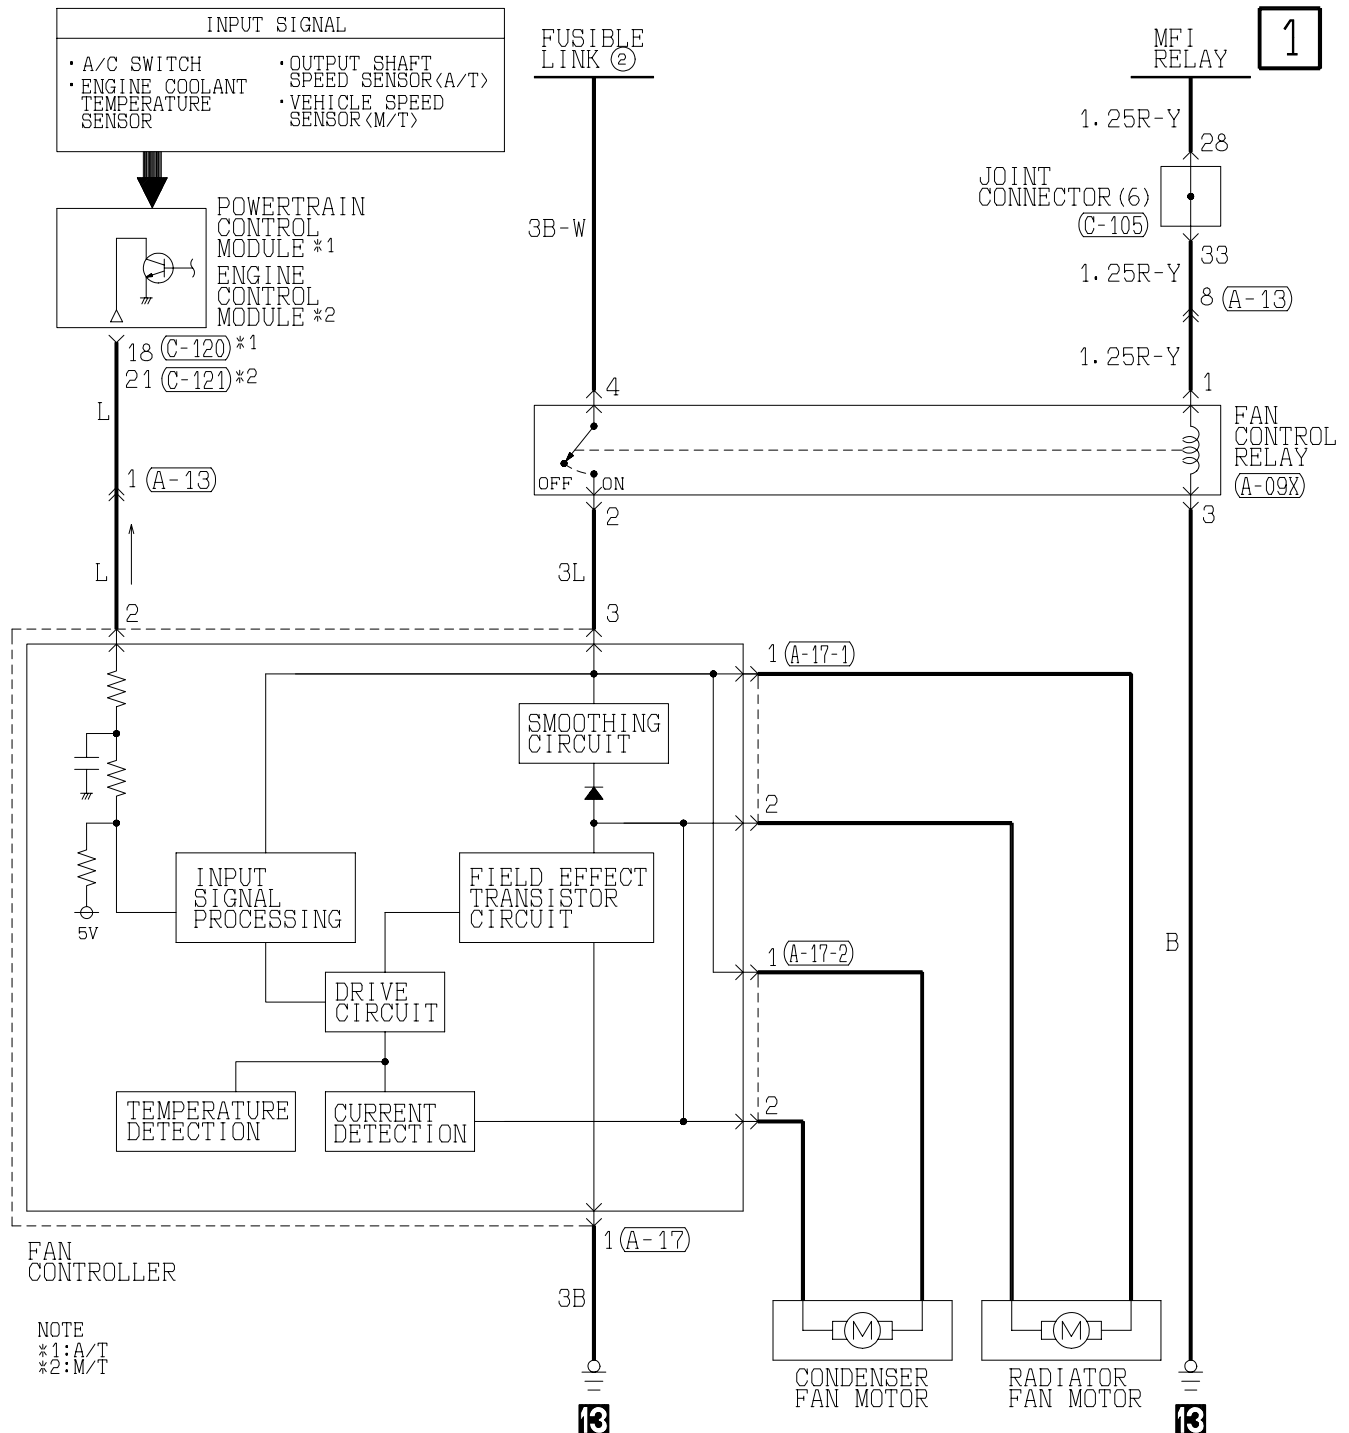 INPUT SIGNAL
· A/C SWITCH
· ENGINE COOLANT
TEMPERATURE
SENSOR
· OUTPUT SHAFT
SPEED SENSOR<A/T>
· VEHICLE SPEED
SENSOR<M/T>
FUSIBLE
LINK ②
MFI
RELAY
1
1.25R-Y
28
JOINT
CONNECTOR(6)
C-105
33
1.25R-Y
8 A-13
1.25R-Y
1
POWERTRAIN
CONTROL
MODULE *1
ENGINE
CONTROL
MODULE *2
3B-W
18 C-120 *1
21 C-121 *2
L
4
FAN
CONTROL
RELAY
A-09X
OFF
ON
1 A-13
2
3
L
3L
2
3
1 A-17-1
SMOOTHING
CIRCUIT
2
INPUT
SIGNAL
PROCESSING
FIELD EFFECT
TRANSISTOR
CIRCUIT
5V
B
1 A-17-2
DRIVE
CIRCUIT
TEMPERATURE
DETECTION
CURRENT
DETECTION
2
1 A-17
FAN
CONTROLLER
3B
NOTE
*1:A/T
*2:M/T
M
M
CONDENSER
FAN MOTOR
RADIATOR
FAN MOTOR
13
13